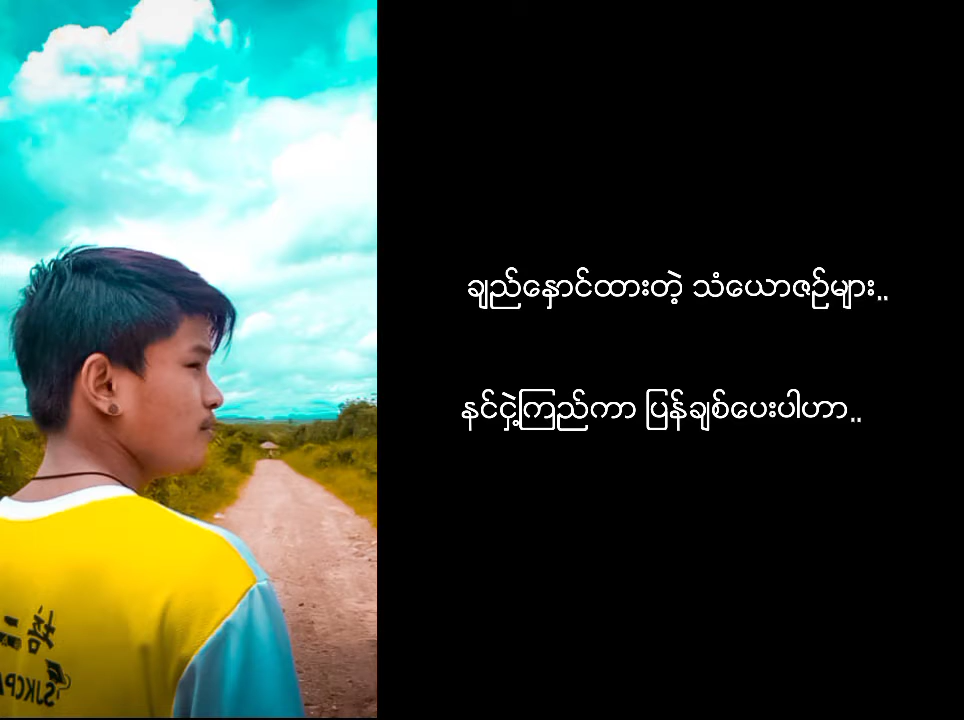 ချည်နှောင်ထားတဲ့ သံယောဇဉ်များ..
နင်ငှဲ့ကြည်ကာ ပြန်ချစ်ပေးပါဟာ..